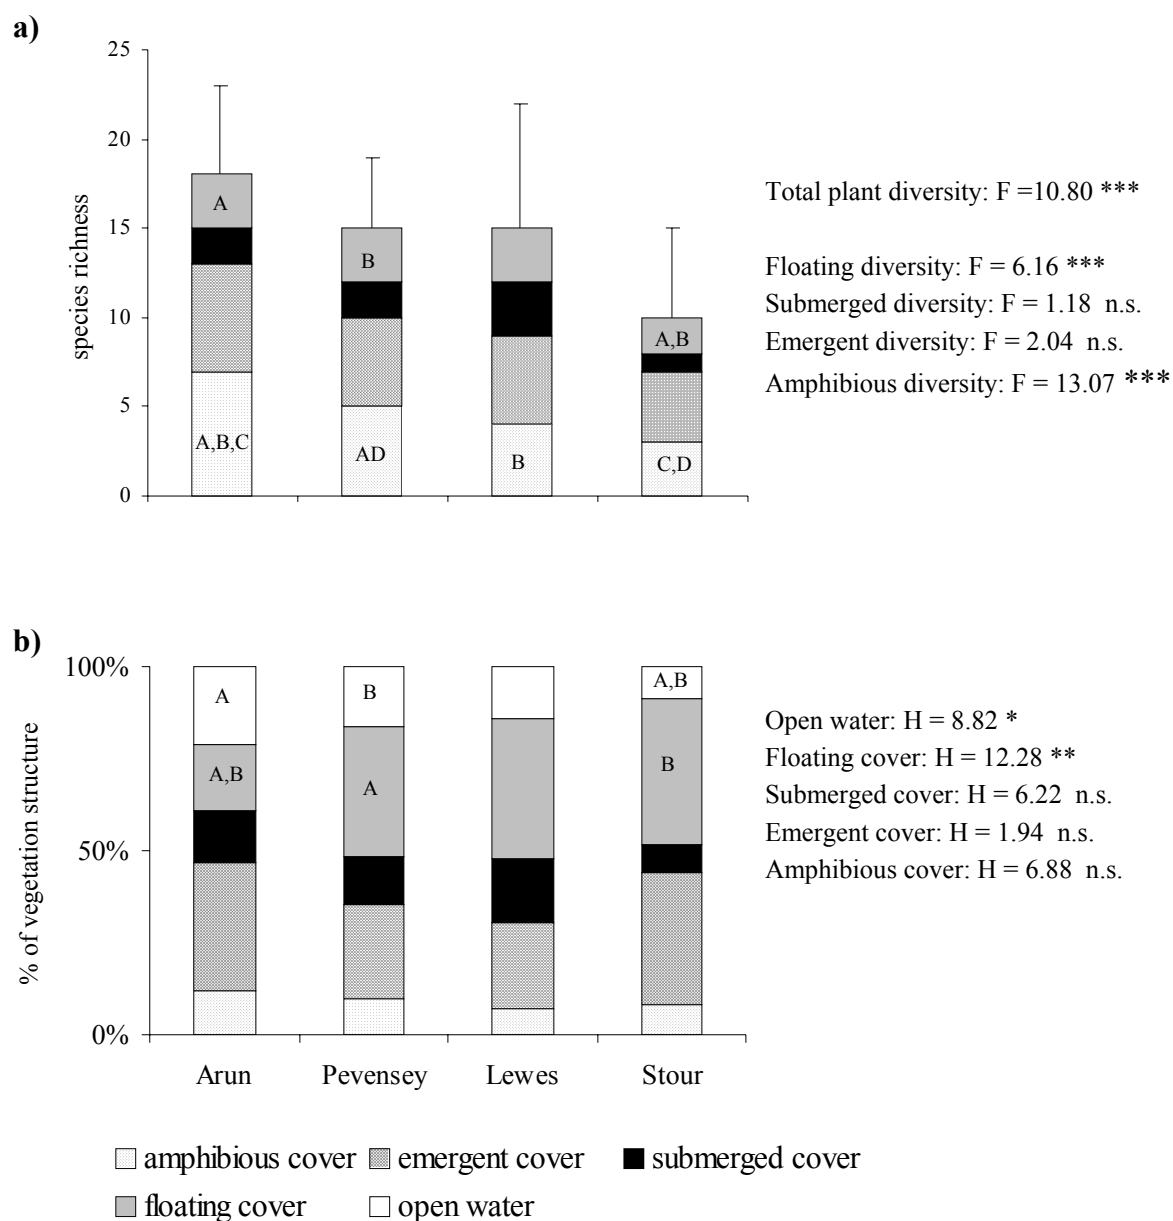 a)
25
20
15
10
5
0
species richness
A
B
A,B
A,B,C
AD
B
C,D
Total plant diversity: F =10.80 ***
Floating diversity: F = 6.16 ***
Submerged diversity: F = 1.18 n.s.
Emergent diversity: F = 2.04 n.s.
Amphibious diversity: F = 13.07 ***
b)
100%
50%
0%
% of vegetation structure
A
B
A,B
A,B
A
B
Arun
Pevensey
Lewes
Stour
Open water: H = 8.82 *
Floating cover: H = 12.28 **
Submerged cover: H = 6.22 n.s.
Emergent cover: H = 1.94 n.s.
Amphibious cover: H = 6.88 n.s.
amphibious cover
emergent cover
submerged cover
floating cover
open water